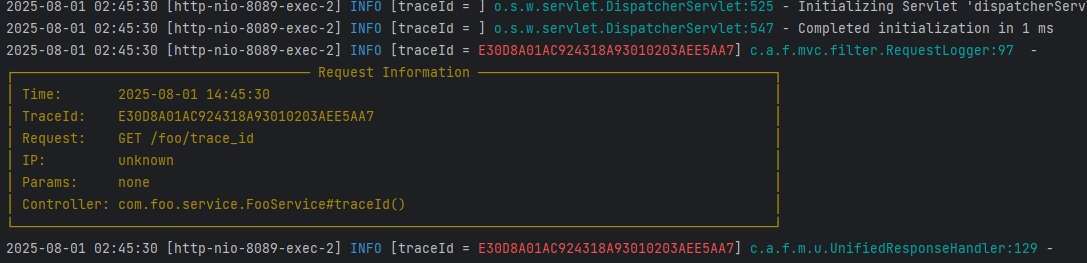 2025-08-01 02:45:30 [http-nio-8089-exec-2] INFO [traceId = ] o.s.w.servlet.DispatcherServlet:525 - Initializing Servlet 'dispatcherServ
2025-08-01 02:45:30 [http-nio-8089-exec-2] INFO [traceId = ] o.s.w.servlet.DispatcherServlet:547 - Completed initialization in 1 ms
2025-08-01 02:45:30 [http-nio-8089-exec-2] INFO [traceId = E30D8A01AC924318A93010203AEE5AA7] c.a.f.mvc.filter.RequestLogger:97 -
Request Information
Time: 2025-08-01 14:45:30
TraceId: E30D8A01AC924318A93010203AEE5AA7
Request: GET /foo/trace_id
IP: unknown
Params: none
Controller: com.foo.service.FooService#traceId()
2025-08-01 02:45:30 [http-nio-8089-exec-2] INFO [traceId = E30D8A01AC924318A93010203AEE5AA7] c.a.f.m.u.UnifiedResponseHandler:129 -